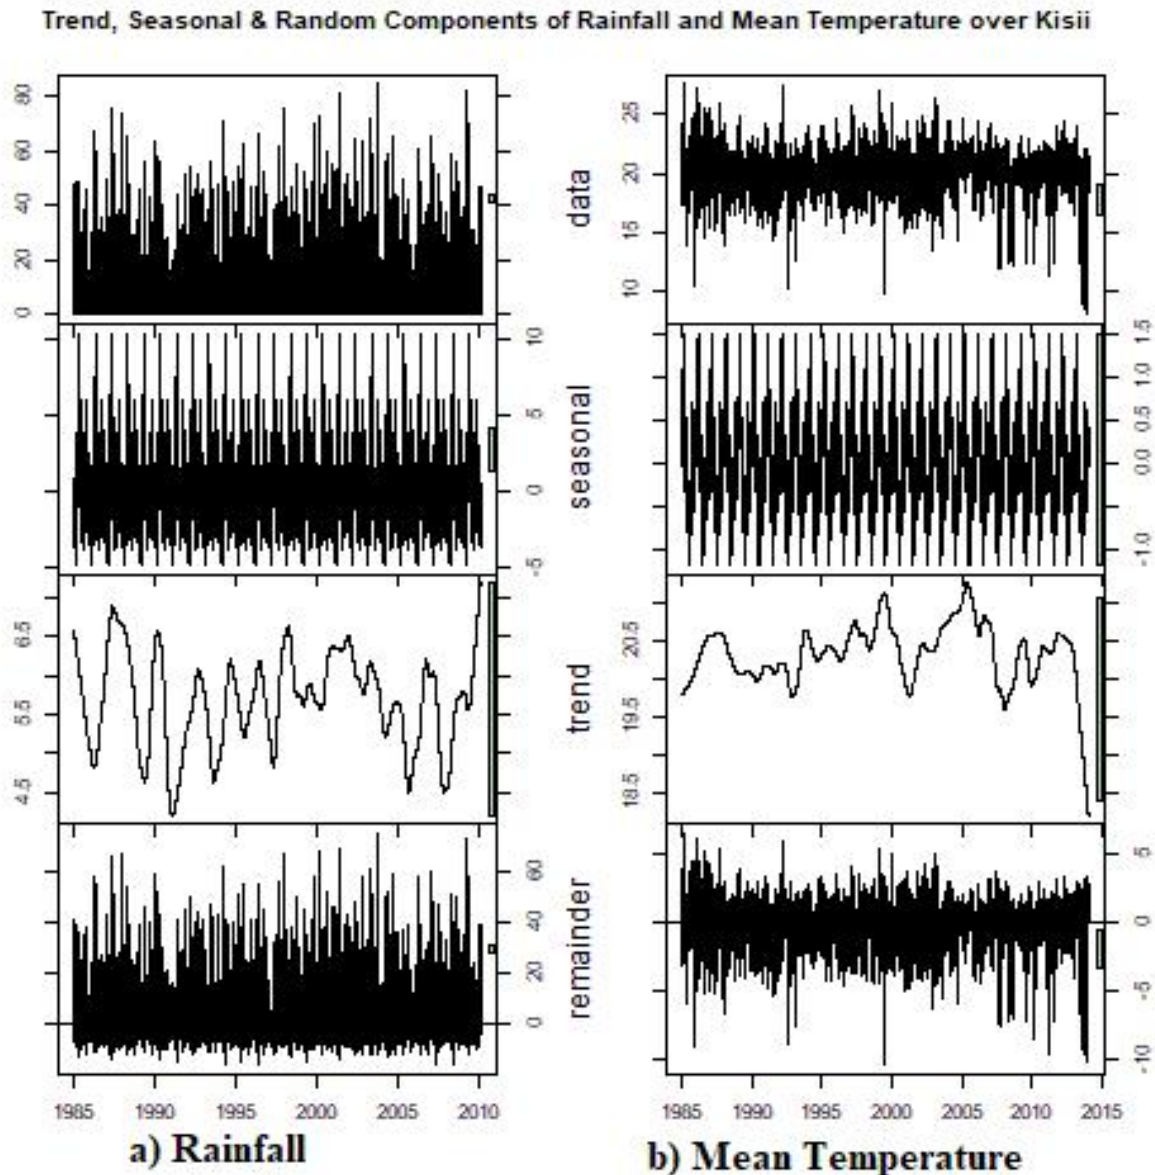 Trend, Seasonal & Random Components of Rainfall and Mean Temperature over Kisii
0 20 40 60 80
data
10 15 20 25
-5 0 5 10
seasonal
-1.0 0.0 0.5 1.0 1.5
4.5 5.5 6.5
trend
18.5 19.5 20.5
0 20 40 60
remainder
-10 -5 0 5
1985 1990 1995 2000 2005 2010
1985 1990 1995 2000 2005 2010 2015
a) Rainfall
b) Mean Temperature